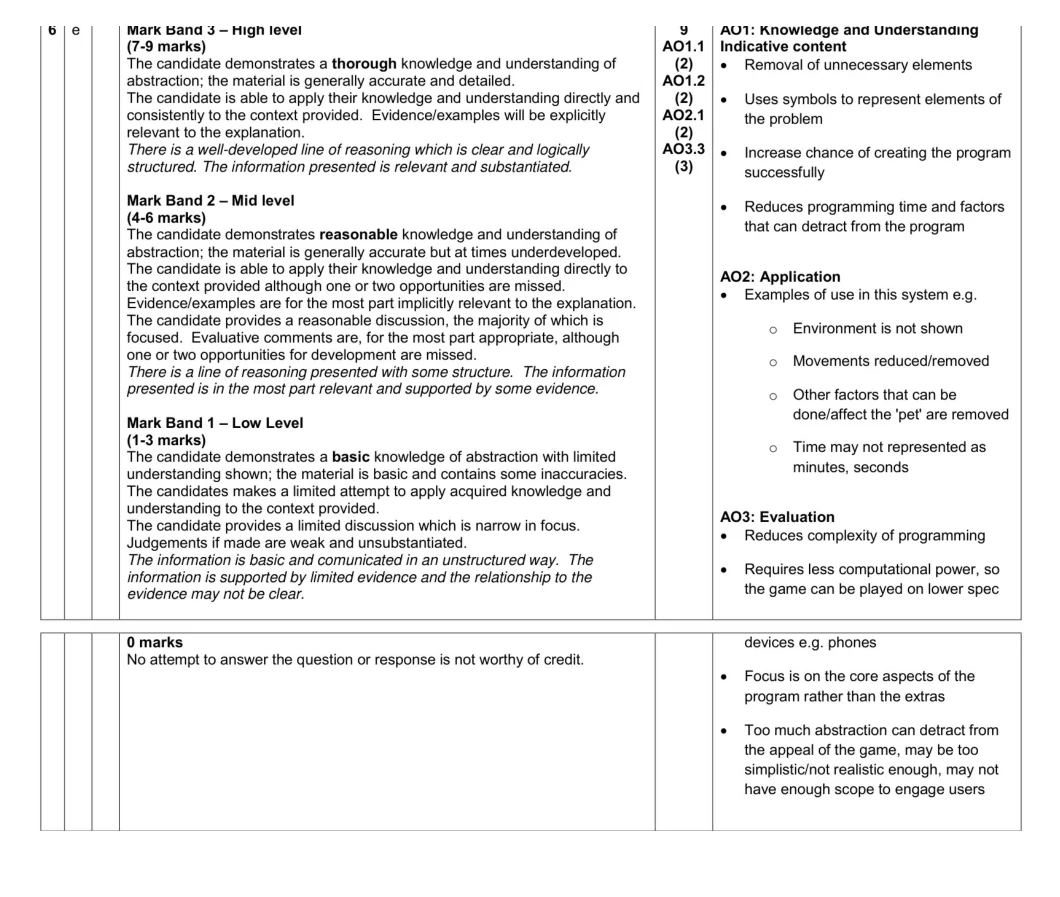 6 e
Mark Band 3 – High level
(7-9 marks)
The candidate demonstrates a thorough knowledge and understanding of
abstraction; the material is generally accurate and detailed.
The candidate is able to apply their knowledge and understanding directly and
consistently to the context provided. Evidence/examples will be explicitly
relevant to the explanation.
There is a well-developed line of reasoning which is clear and logically
structured. The information presented is relevant and substantiated.
Mark Band 2 – Mid level
(4-6 marks)
The candidate demonstrates reasonable knowledge and understanding of
abstraction; the material is generally accurate but at times underdeveloped.
The candidate is able to apply their knowledge and understanding directly to
the context provided although one or two opportunities are missed.
Evidence/examples are for the most part implicitly relevant to the explanation.
The candidate provides a reasonable discussion, the majority of which is
focused. Evaluative comments are, for the most part appropriate, although
one or two opportunities for development are missed.
There is a line of reasoning presented with some structure. The information
presented is in the most part relevant and supported by some evidence.
Mark Band 1 – Low Level
(1-3 marks)
The candidate demonstrates a basic knowledge of abstraction with limited
understanding shown; the material is basic and contains some inaccuracies.
The candidates makes a limited attempt to apply acquired knowledge and
understanding to the context provided.
The candidate provides a limited discussion which is narrow in focus.
Judgements if made are weak and unsubstantiated.
The information is basic and comunicated in an unstructured way. The
information is supported by limited evidence and the relationship to the
evidence may not be clear.
9
AO1.1
(2)
AO1.2
(2)
AO2.1
(2)
AO3.3
(3)
AO1: Knowledge and Understanding
Indicative content
• Removal of unnecessary elements
• Uses symbols to represent elements of
the problem
• Increase chance of creating the program
successfully
• Reduces programming time and factors
that can detract from the program
AO2: Application
• Examples of use in this system e.g.
o Environment is not shown
o Movements reduced/removed
o Other factors that can be
done/affect the 'pet' are removed
o Time may not represented as
minutes, seconds
AO3: Evaluation
• Reduces complexity of programming
• Requires less computational power, so
the game can be played on lower spec
0 marks
No attempt to answer the question or response is not worthy of credit.
devices e.g. phones
• Focus is on the core aspects of the
program rather than the extras
• Too much abstraction can detract from
the appeal of the game, may be too
simplistic/not realistic enough, may not
have enough scope to engage users